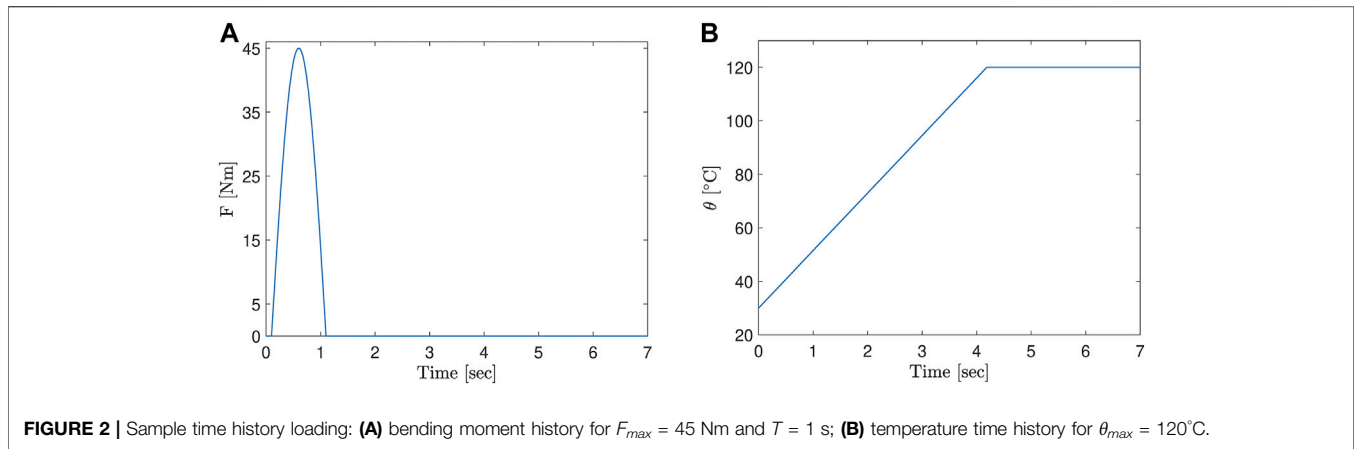 A
F [Nm]
45
35
25
15
5
0
0 1 2 3 4 5 6 7
Time [sec]
B
θ [°C]
120
100
80
60
40
20
0 1 2 3 4 5 6 7
Time [sec]
FIGURE 2 | Sample time history loading: (A) bending moment history for Fmax = 45 Nm and T = 1 s; (B) temperature time history for θmax = 120°C.